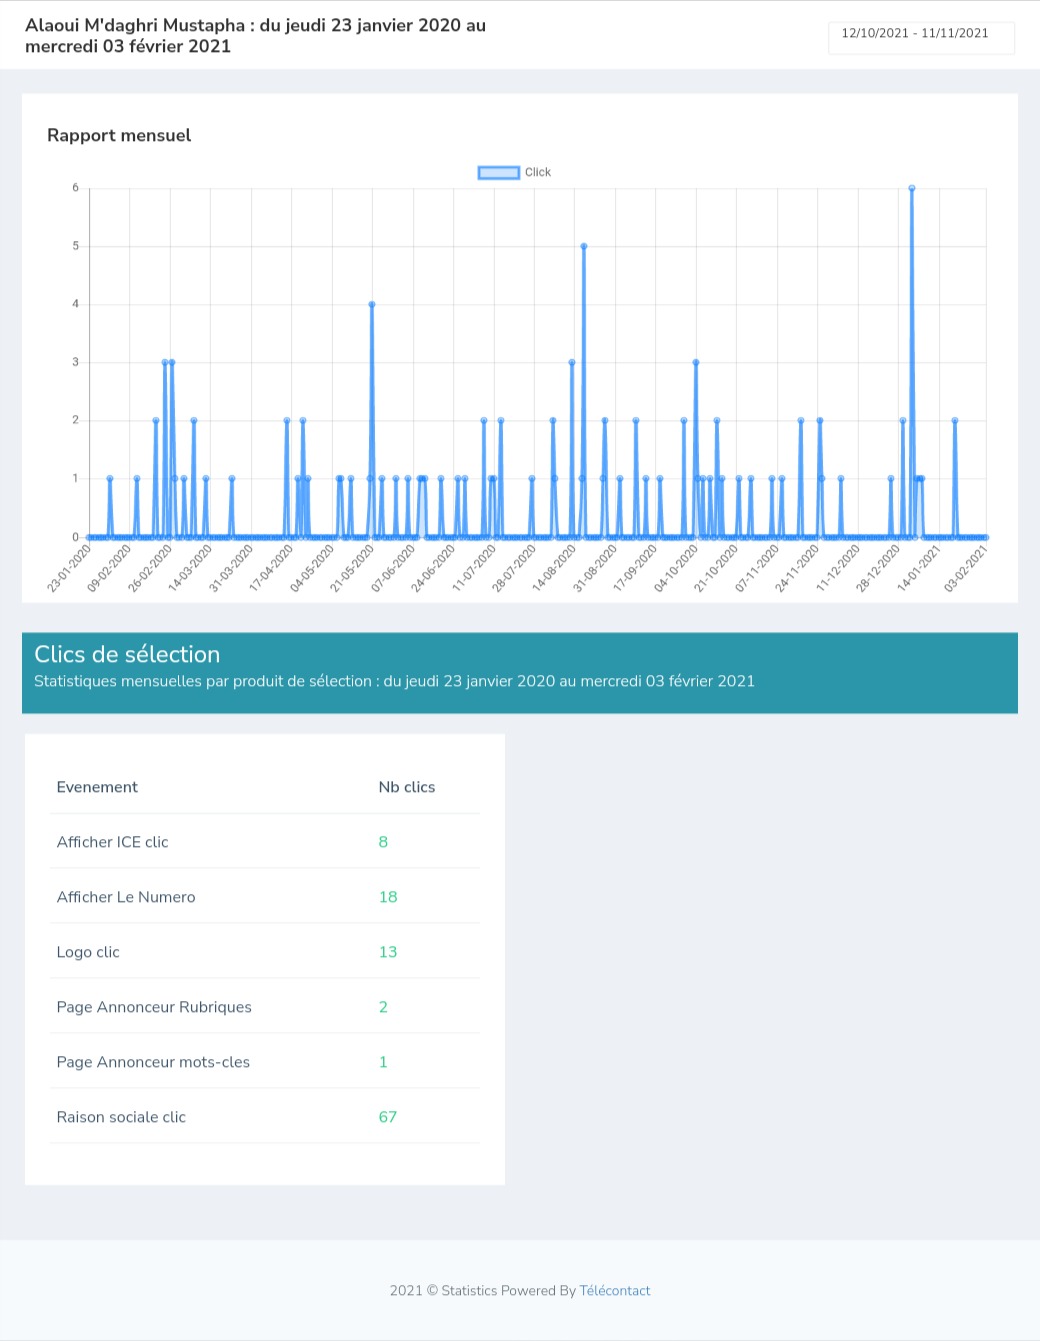 Alaoui M'daghri Mustapha : du jeudi 23 janvier 2020 au
mercredi 03 février 2021
12/10/2021 - 11/11/2021
Rapport mensuel
Click
6
5
4
3
2
1
0
23-01-2020
09-02-2020
26-02-2020
14-03-2020
31-03-2020
17-04-2020
04-05-2020
21-05-2020
07-06-2020
24-06-2020
11-07-2020
28-07-2020
14-08-2020
31-08-2020
17-09-2020
04-10-2020
21-10-2020
07-11-2020
24-11-2020
11-12-2020
28-12-2020
14-01-2021
03-02-2021
Clics de sélection
Statistiques mensuelles par produit de sélection : du jeudi 23 janvier 2020 au mercredi 03 février 2021
Evenement Nb clics
Afficher ICE clic 8
Afficher Le Numero 18
Logo clic 13
Page Annonceur Rubriques 2
Page Annonceur mots-cles 1
Raison sociale clic 67
2021 © Statistics Powered By Télécontact